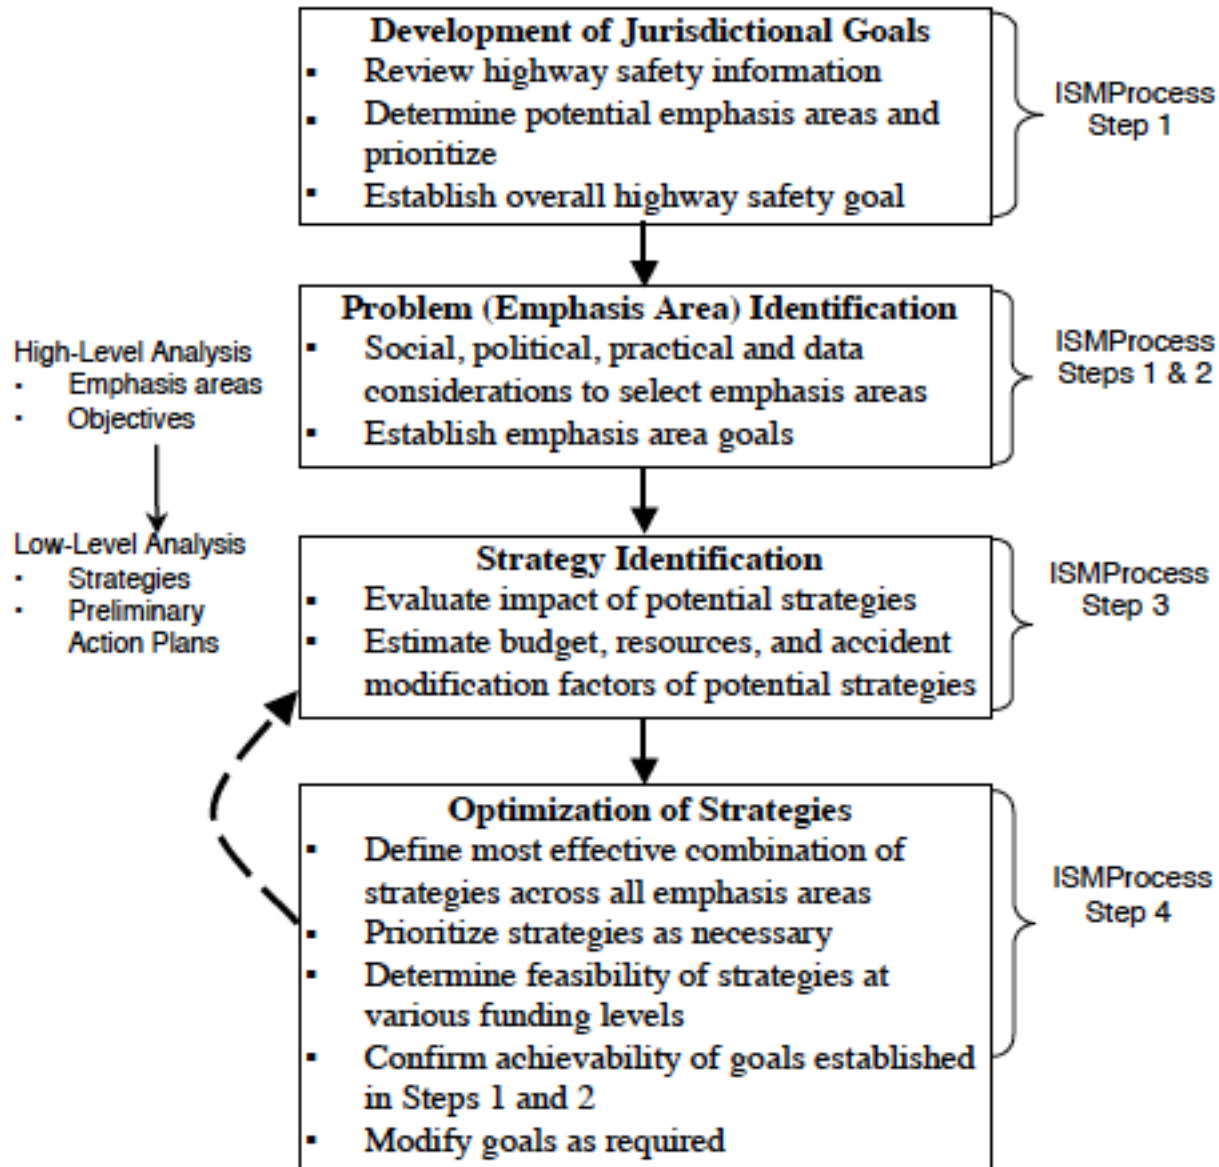 Development of Jurisdictional Goals
▪ Review highway safety information
▪ Determine potential emphasis areas and
prioritize
▪ Establish overall highway safety goal
ISMProcess
Step 1
Problem (Emphasis Area) Identification
▪ Social, political, practical and data
considerations to select emphasis areas
▪ Establish emphasis area goals
ISMProcess
Steps 1 & 2
High-Level Analysis
• Emphasis areas
• Objectives
Low-Level Analysis
• Strategies
• Preliminary
Action Plans
Strategy Identification
▪ Evaluate impact of potential strategies
▪ Estimate budget, resources, and accident
modification factors of potential strategies
ISMProcess
Step 3
Optimization of Strategies
▪ Define most effective combination of
strategies across all emphasis areas
▪ Prioritize strategies as necessary
▪ Determine feasibility of strategies at
various funding levels
▪ Confirm achievability of goals established
in Steps 1 and 2
▪ Modify goals as required
ISMProcess
Step 4